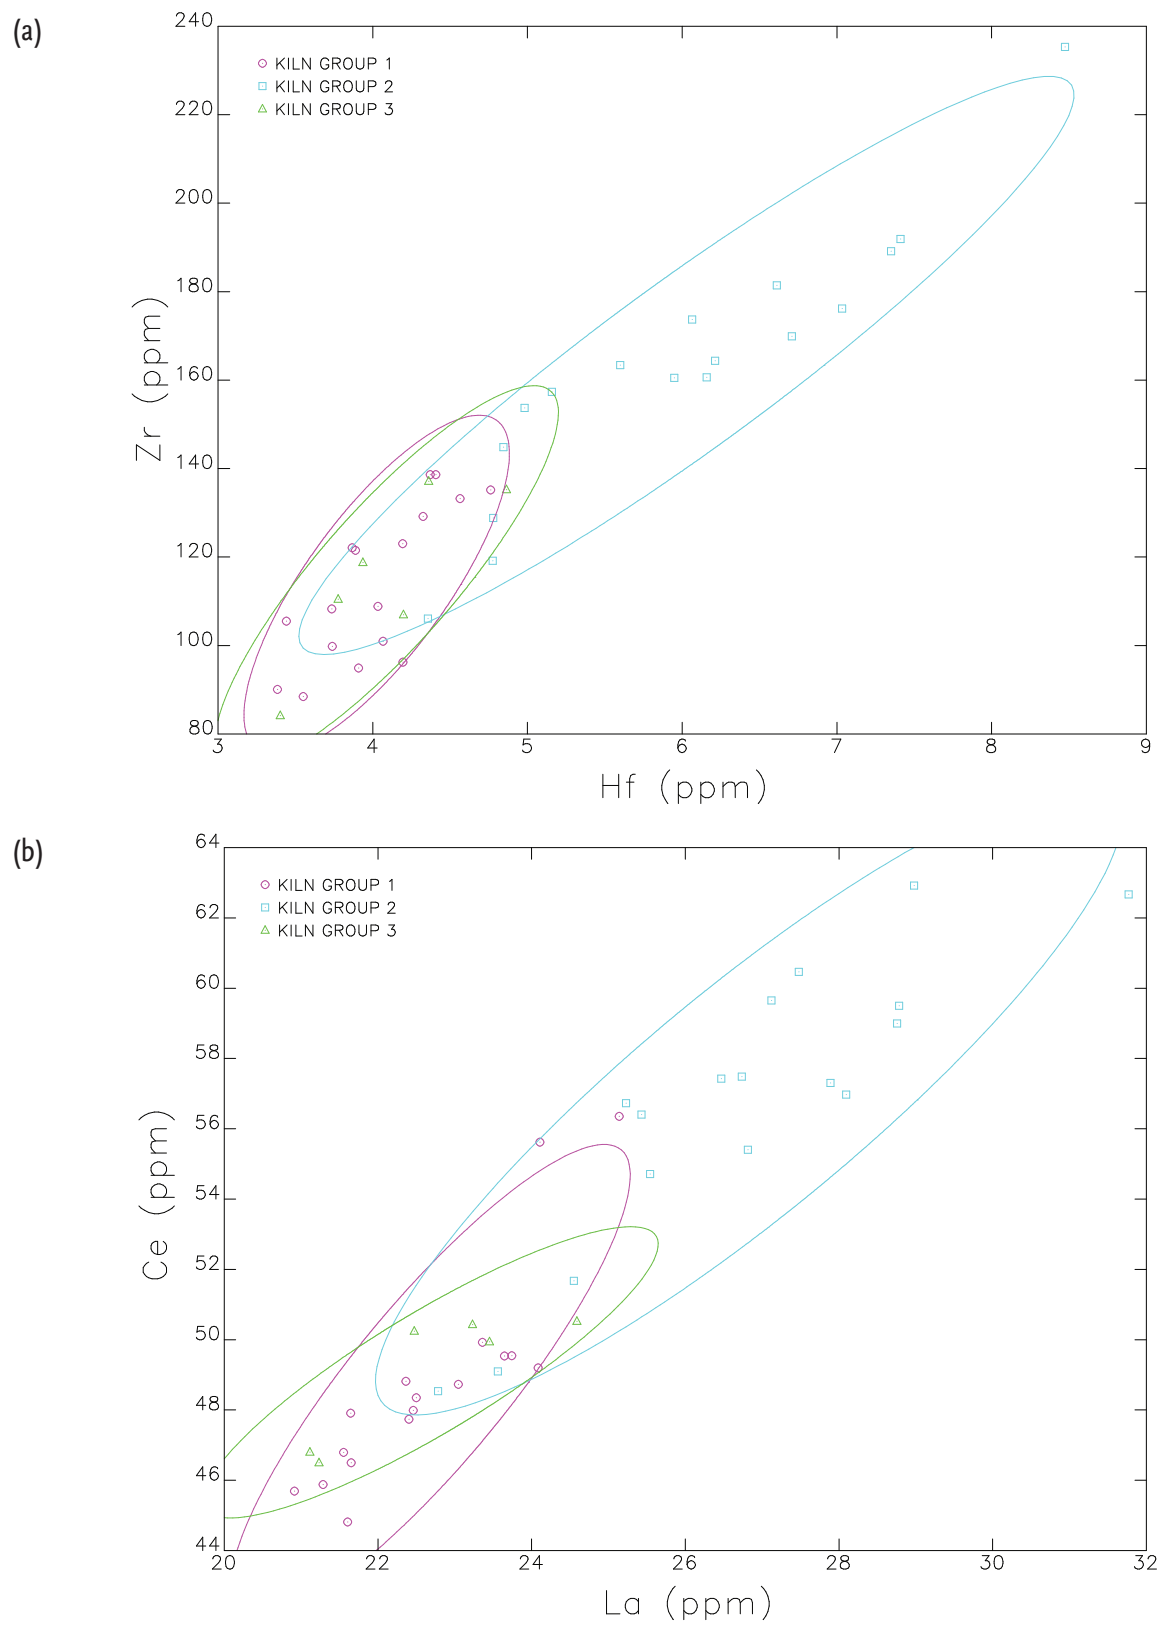 (a)
240
220
200
180
160
140
120
100
80
Zr (ppm)
KILN GROUP 1
KILN GROUP 2
KILN GROUP 3
3 4 5 6 7 8 9
Hf (ppm)
(b)
64
62
60
58
56
54
52
50
48
46
44
Ce (ppm)
KILN GROUP 1
KILN GROUP 2
KILN GROUP 3
20 22 24 26 28 30 32
La (ppm)